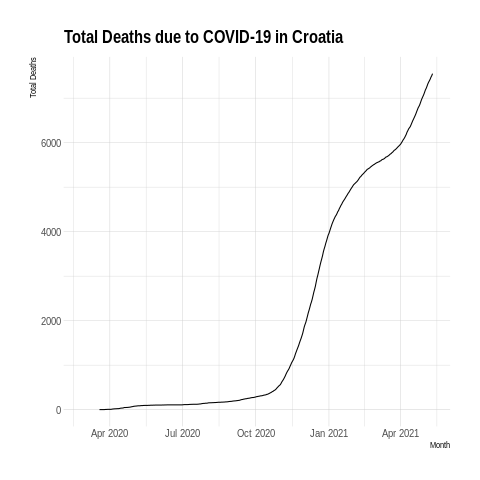 Total Deaths due to COVID-19 in Croatia
Total Deaths
6000
4000
2000
0
Apr 2020 Jul 2020 Oct 2020 Jan 2021 Apr 2021
Month